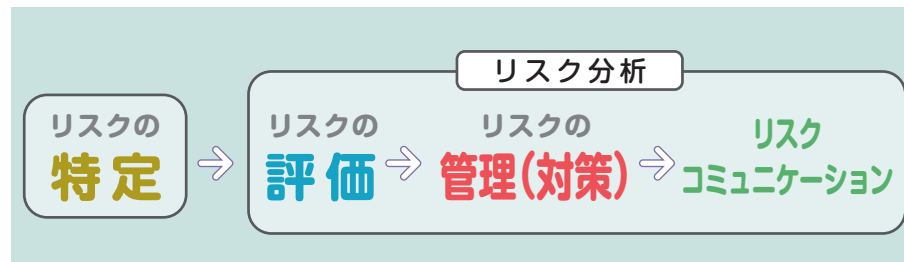 リスク分析
リスクの
特定
リスクの
評価
リスクの
管理(対策)
リスク
コミュニケーション